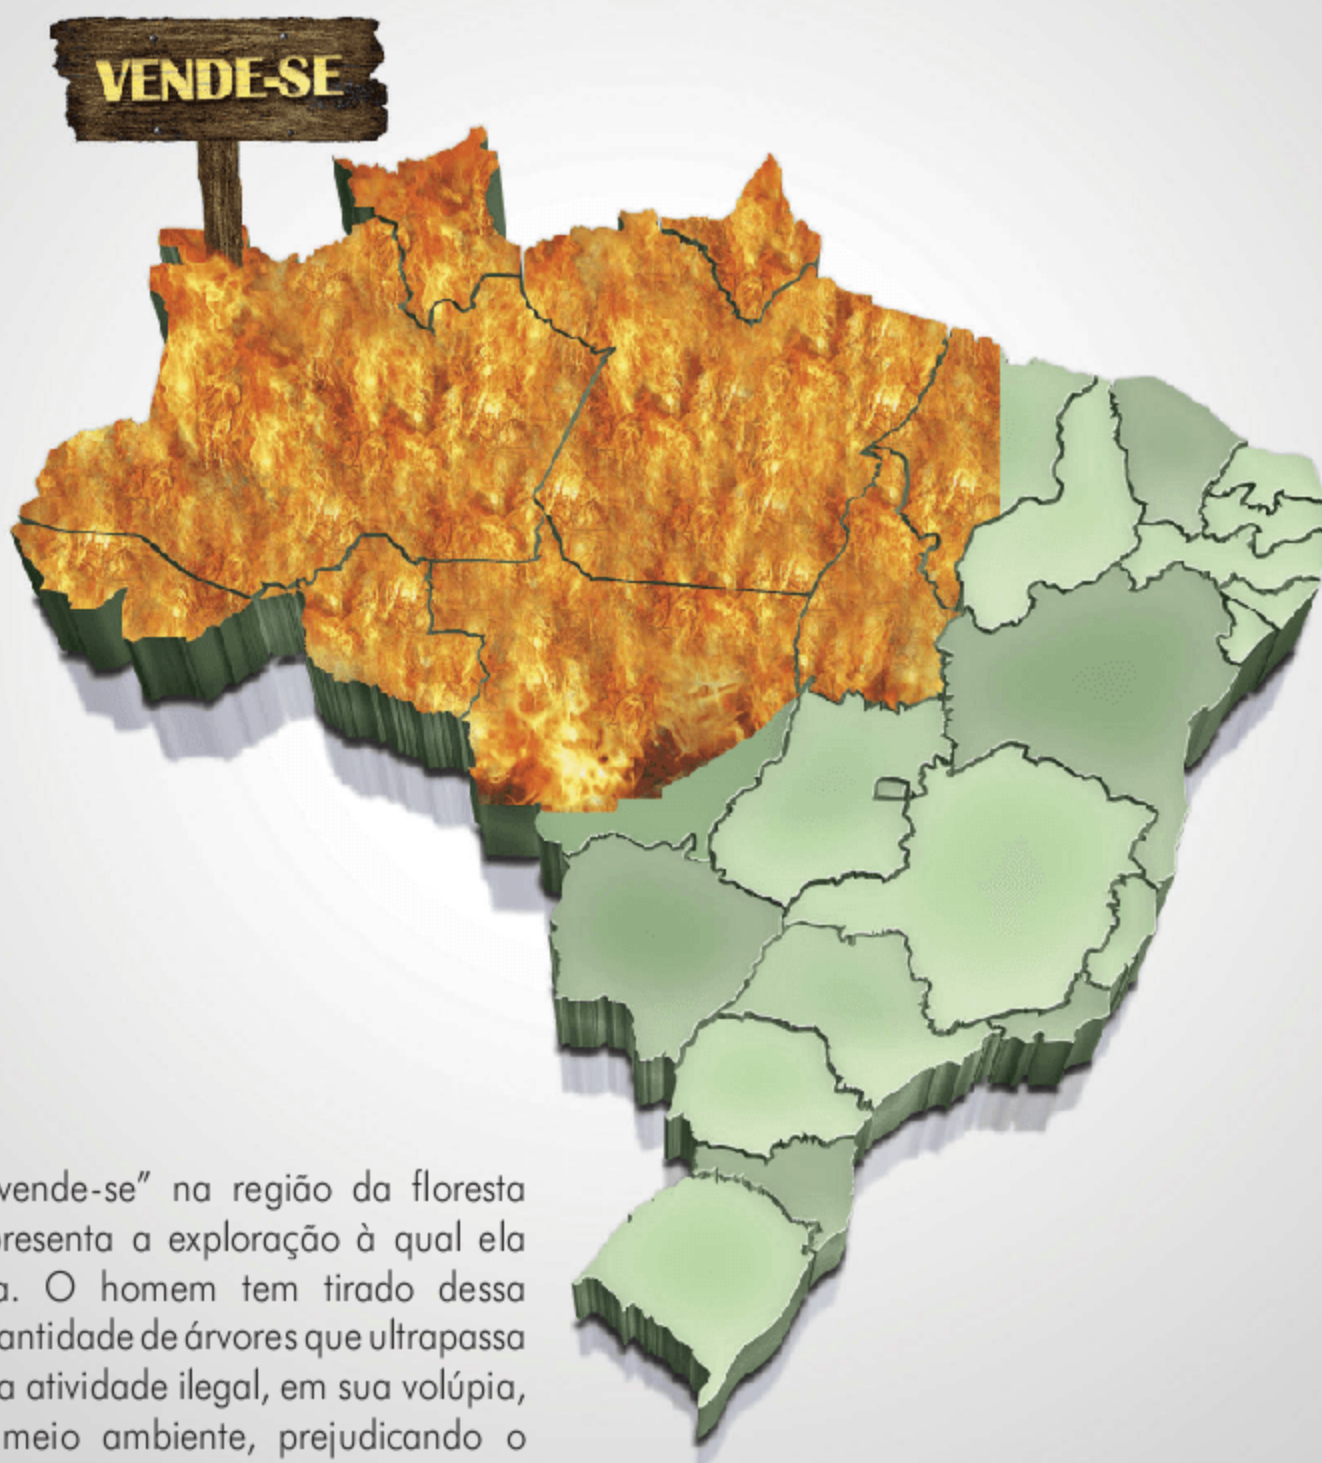 VENDE-SE
vende-se” na região da floresta
presenta a exploração à qual ela
a. O homem tem tirado dessa
antidade de árvores que ultrapassa
a atividade ilegal, em sua volúpia,
meio ambiente, prejudicando o